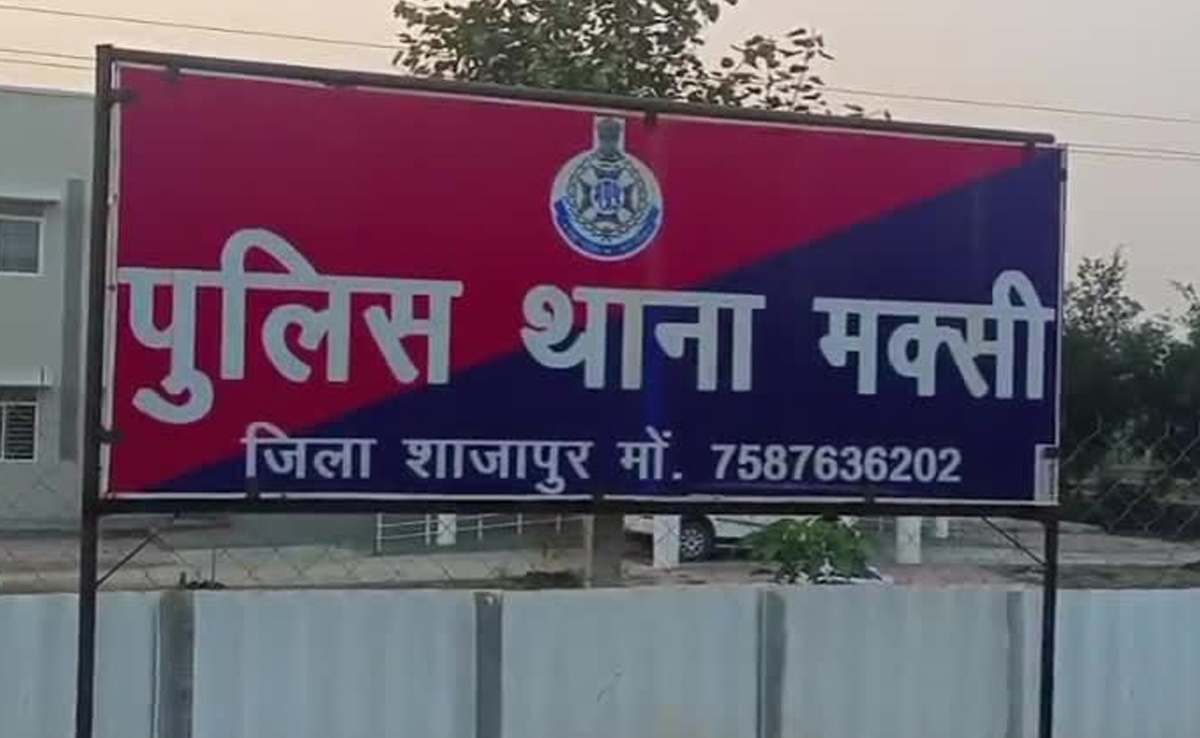 पुलिस थाना मक्सी
जिला शाजापुर मों. 7587636202